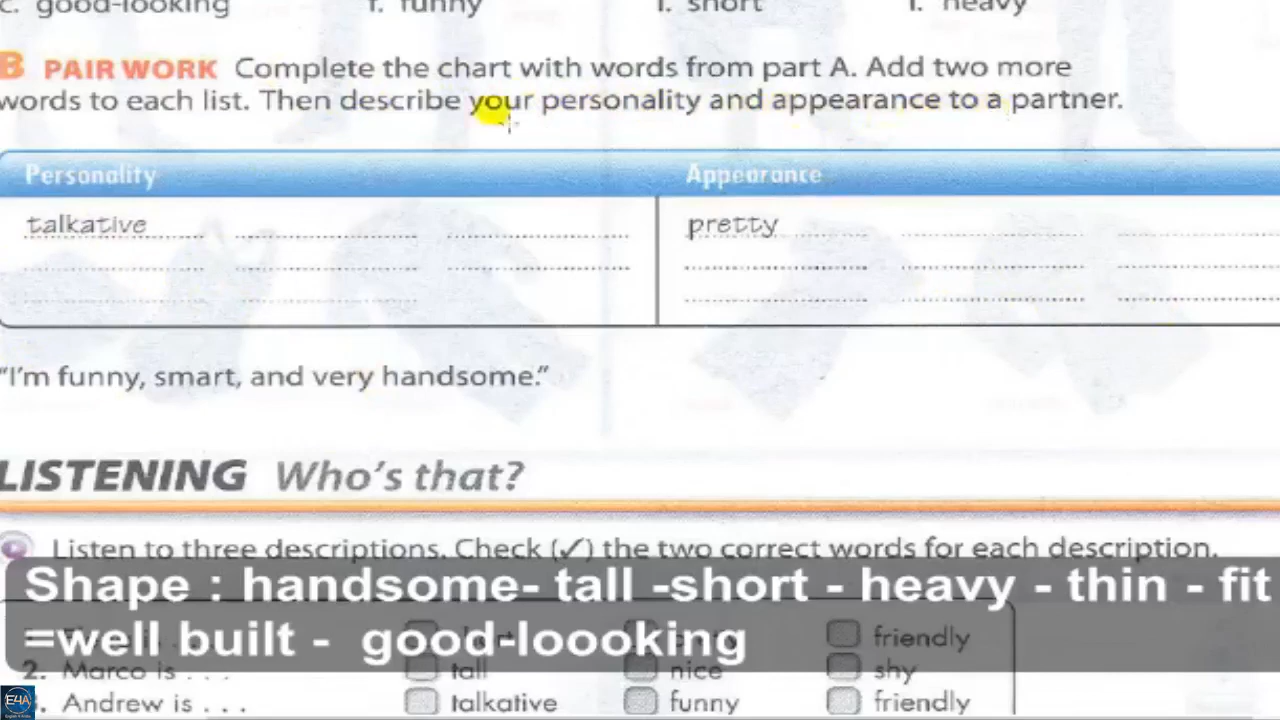 c. good-looking f. funny i. short l. heavy
B PAIR WORK Complete the chart with words from part A. Add two more
words to each list. Then describe your personality and appearance to a partner.
Personality Appearance
talkative pretty
"I'm funny, smart, and very handsome."
LISTENING Who's that?
Listen to three descriptions. Check (✓) the two correct words for each description.
Shape : handsome- tall -short - heavy - thin - fit
=well built - good-loooking
friendly
2. Marco is . . . tall nice shy
. Andrew is . . . talkative funny friendly
E4A